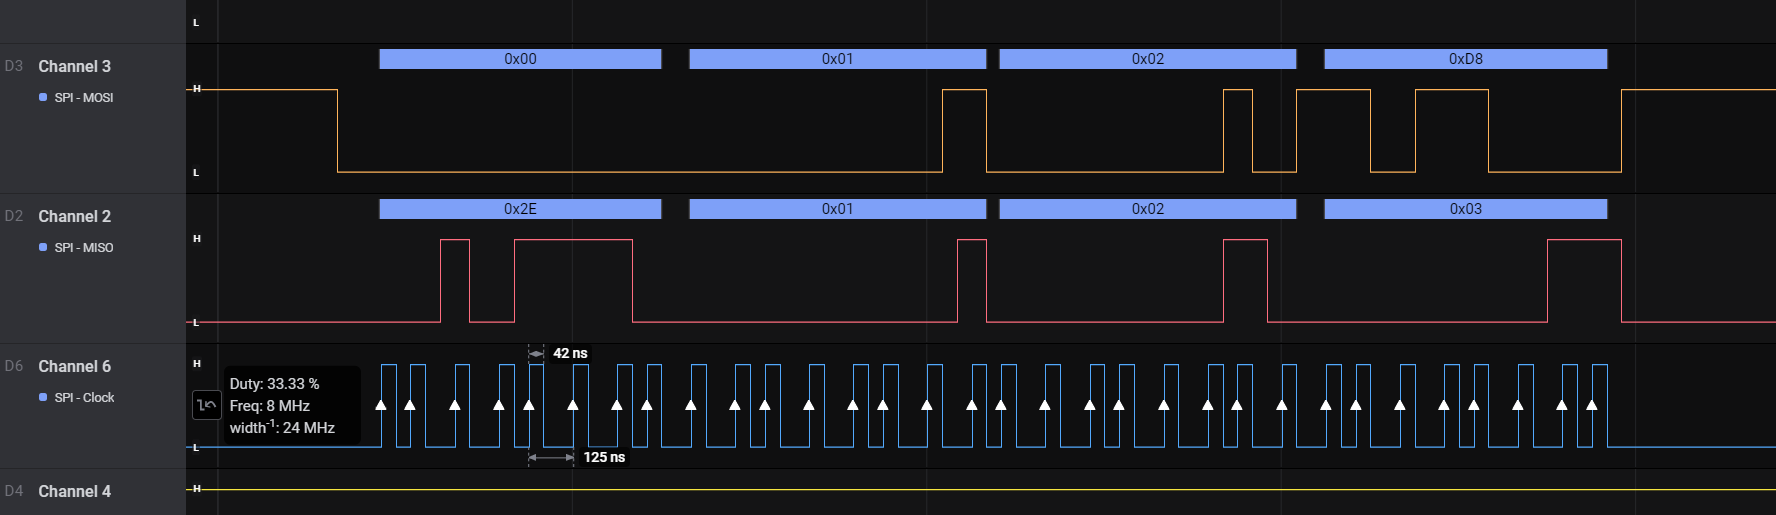 L
0x00 0x01 0x02 0xD8
D3 Channel 3
H
SPI - MOSI
L
0x2E 0x01 0x02 0x03
D2 Channel 2
H
SPI - MISO
L
42 ns
D6 Channel 6
H
Duty: 33.33 %
SPI - Clock
Freq: 8 MHz
width-1: 24 MHz
L
125 ns
D4 Channel 4
H